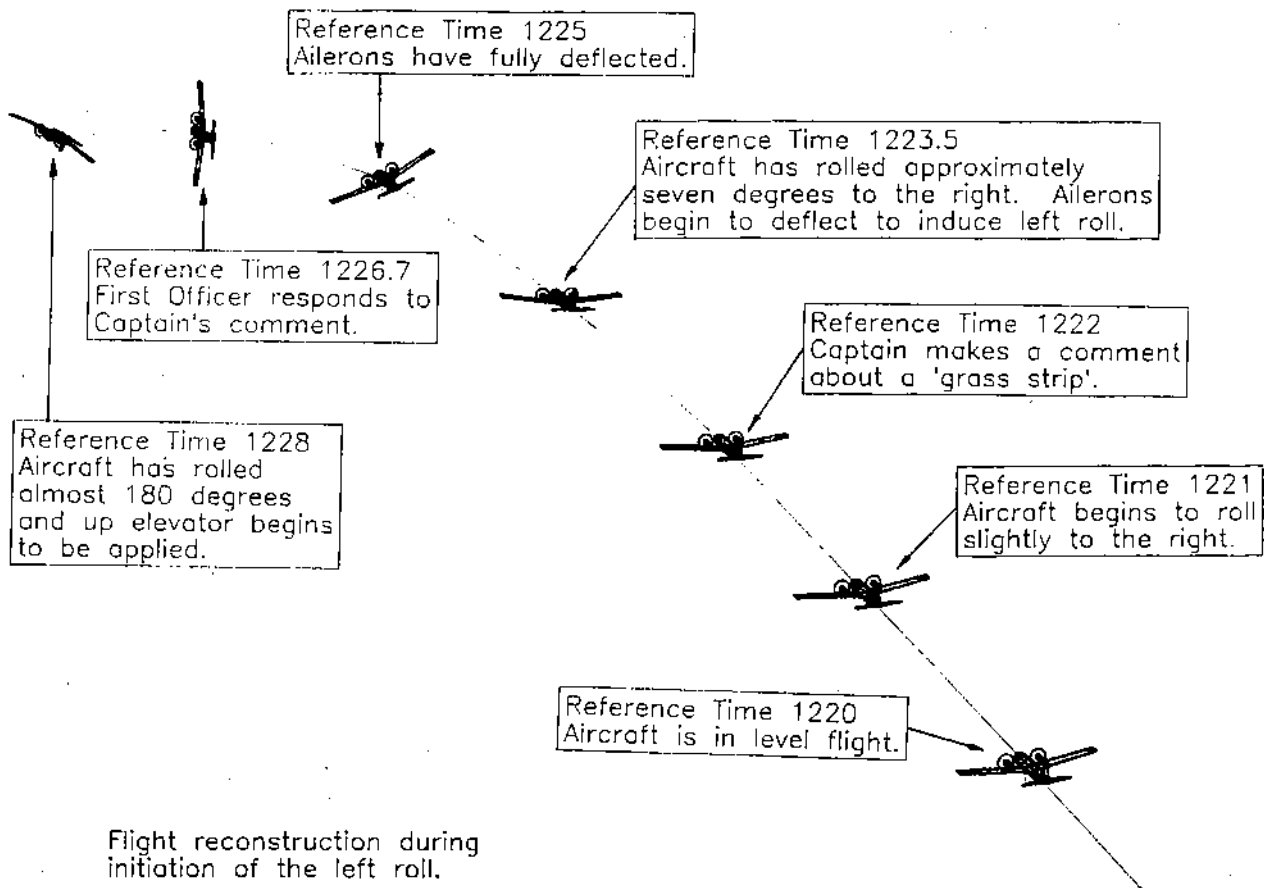 Reference Time 1225
Ailerons have fully deflected.
Reference Time 1223.5
Aircraft has rolled approximately
seven degrees to the right. Ailerons
begin to deflect to induce left roll.
Reference Time 1226.7
First Officer responds to
Captain's comment.
Reference Time 1222
Captain makes a comment
about a 'grass strip'.
Reference Time 1228
Aircraft has rolled
almost 180 degrees
and up elevator begins
to be applied.
Reference Time 1221
Aircraft begins to roll
slightly to the right.
Reference Time 1220
Aircraft is in level flight.
Flight reconstruction during
initiation of the left roll.